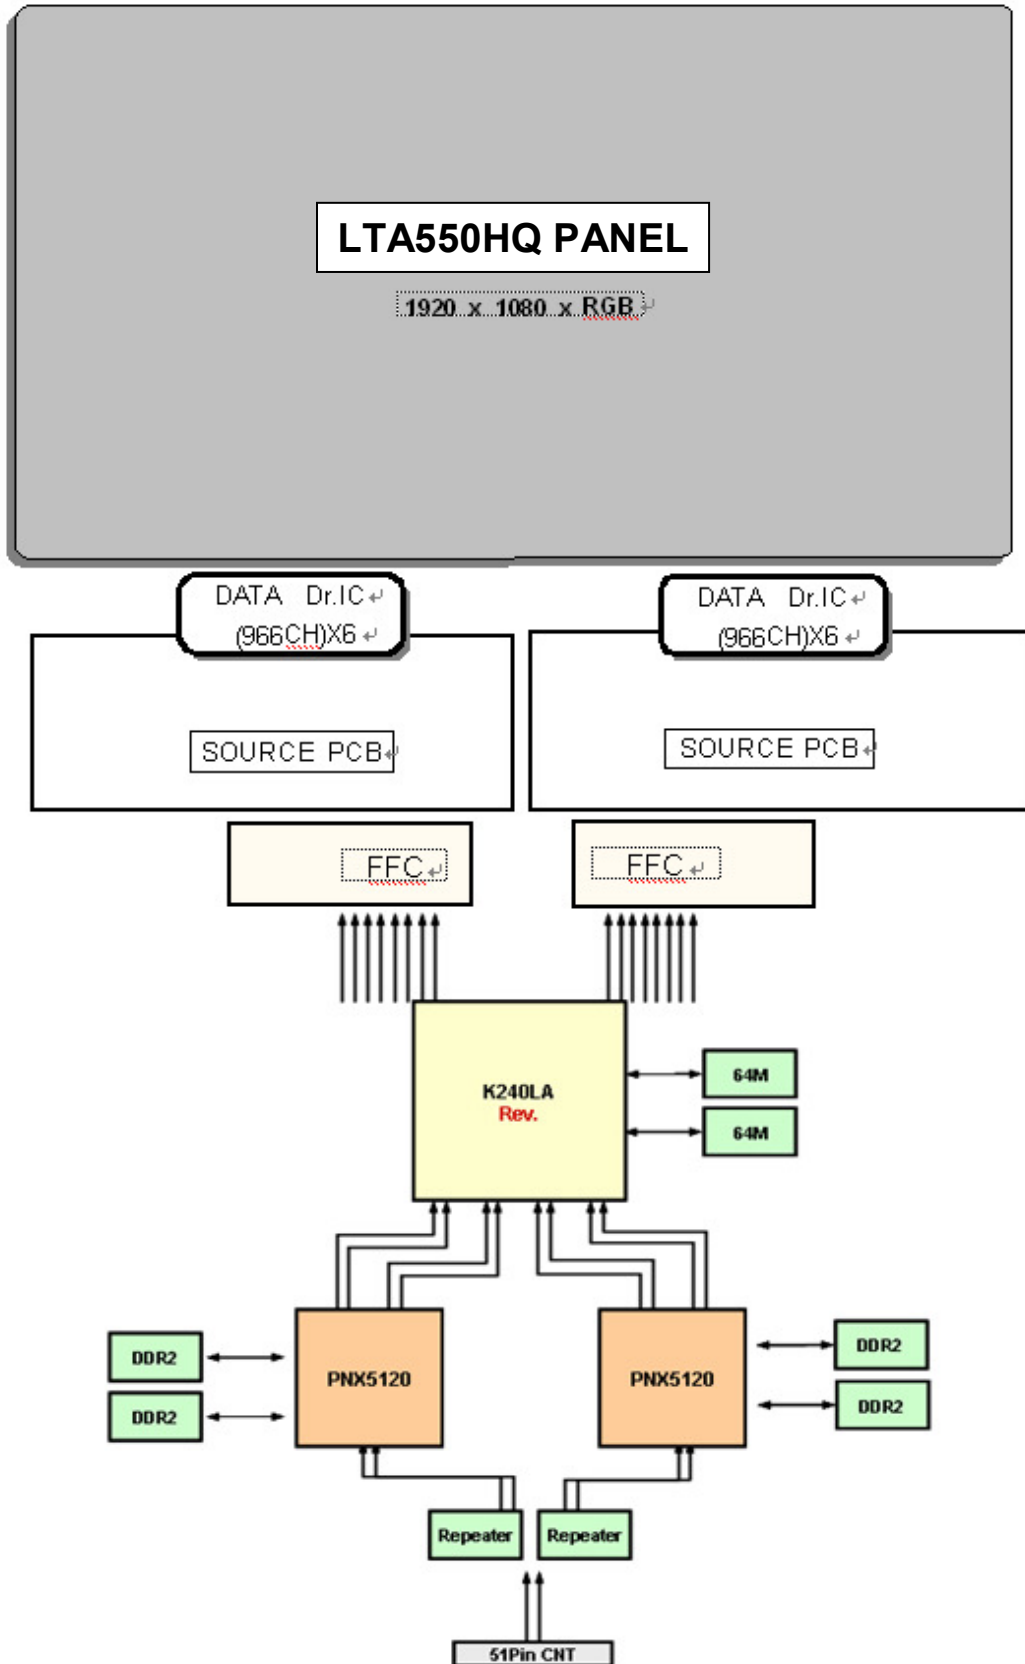 LTA550HQ PANEL
1920 x 1080 x RGB
DATA Dr.IC
(966CH)X6
DATA Dr.IC
(966CH)X6
SOURCE PCB
SOURCE PCB
FFC
FFC
K240LA
Rev.
64M
64M
PNX5120
PNX5120
DDR2
DDR2
DDR2
DDR2
Repeater
Repeater
51Pin CNT